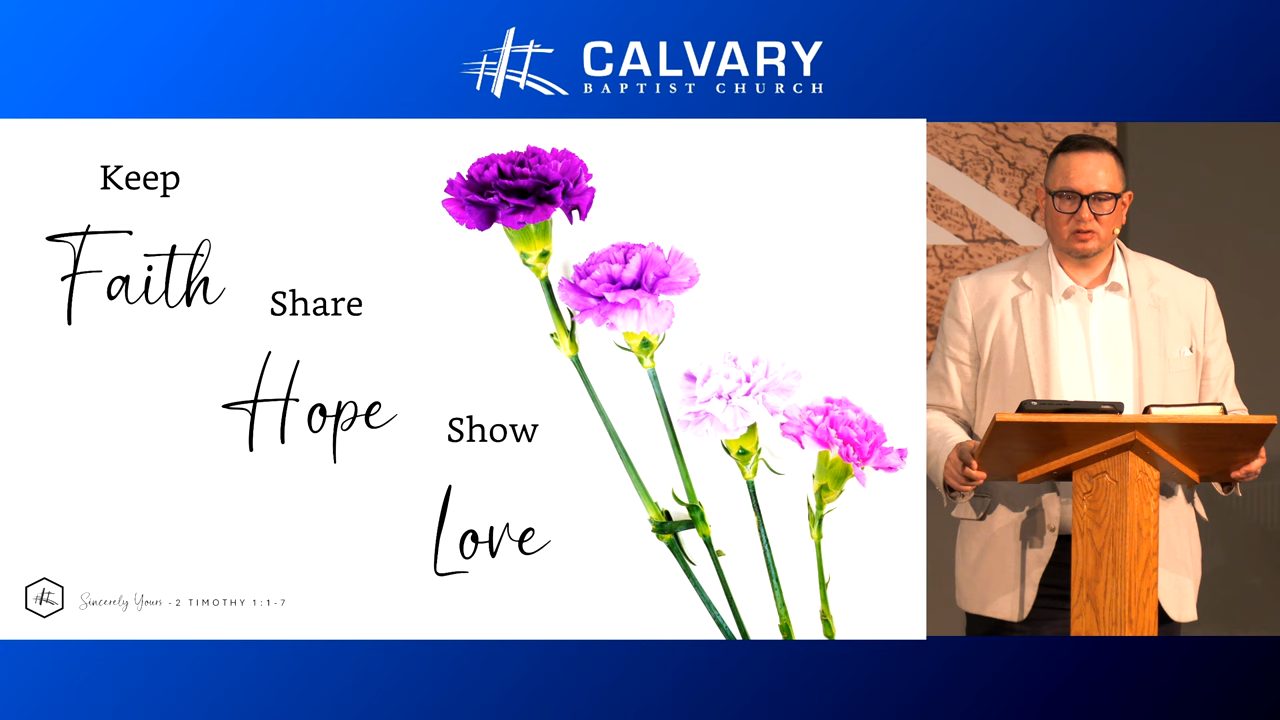 CALVARY
BAPTIST CHURCH
Keep
Faith
Share
Hope
Show
Love
Sincerely Yours - 2 TIMOTHY 1:1-7